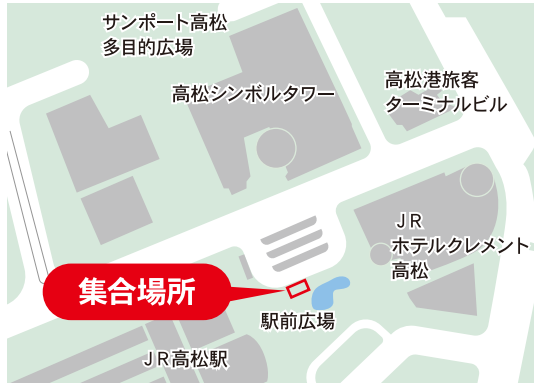 サンポート高松
多目的広場
高松シンボルタワー
高松港旅客
ターミナルビル
JR
ホテルクレメント
高松
集合場所
駅前広場
JR高松駅